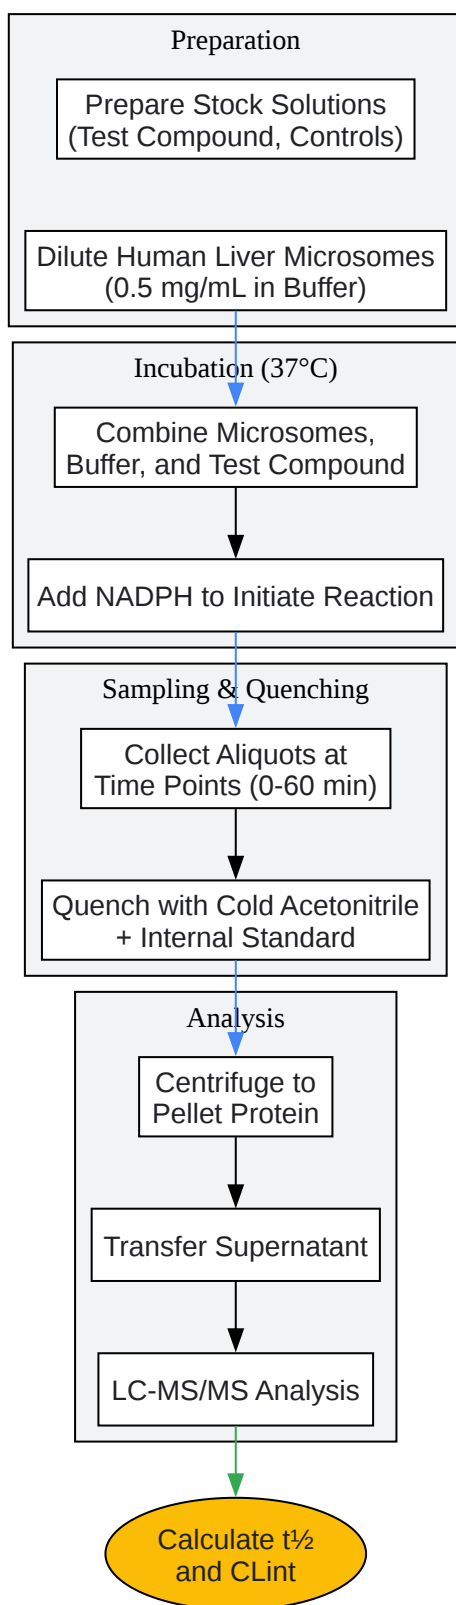 Preparation
Prepare Stock Solutions
(Test Compound, Controls)
Dilute Human Liver Microsomes
(0.5 mg/mL in Buffer)
Incubation (37°C)
Combine Microsomes,
Buffer, and Test Compound
Add NADPH to Initiate Reaction
Sampling & Quenching
Collect Aliquots at
Time Points (0-60 min)
Quench with Cold Acetonitrile
+ Internal Standard
Analysis
Centrifuge to
Pellet Protein
Transfer Supernatant
LC-MS/MS Analysis
Calculate t½
and CLint